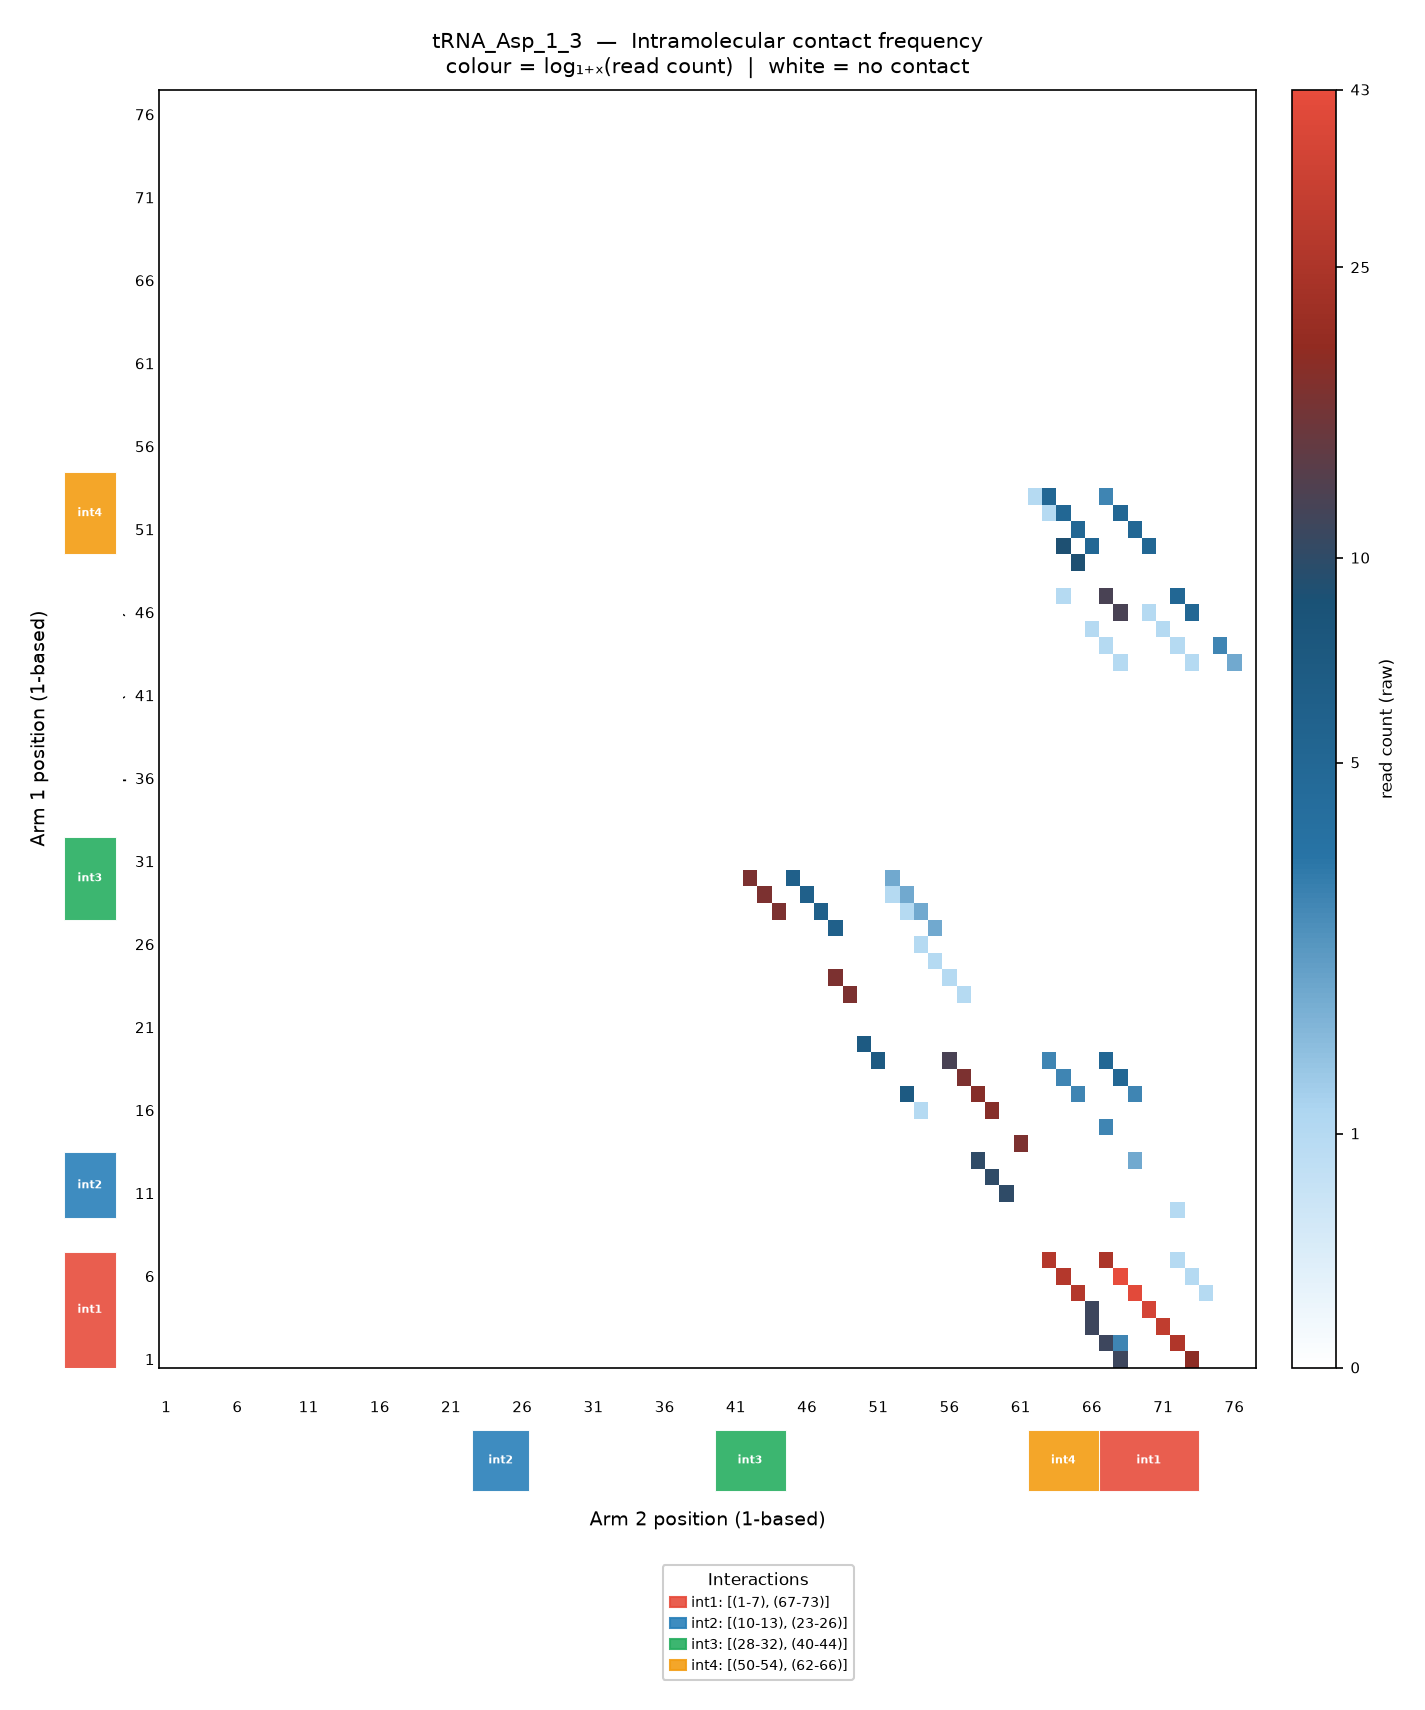 tRNA_Asp_1_3 — Intramolecular contact frequency
colour = log₁₊ₓ(read count) | white = no contact
76
71
66
61
56
51
46
41
36
31
26
21
16
11
6
1
int4
int3
int2
int1
Arm 1 position (1-based)
43
25
10
5
1
0
read count (raw)
1 6 11 16 21 26 31 36 41 46 51 56 61 66 71 76
int2 int3 int4 int1
Arm 2 position (1-based)
Interactions
int1: [(1-7), (67-73)]
int2: [(10-13), (23-26)]
int3: [(28-32), (40-44)]
int4: [(50-54), (62-66)]